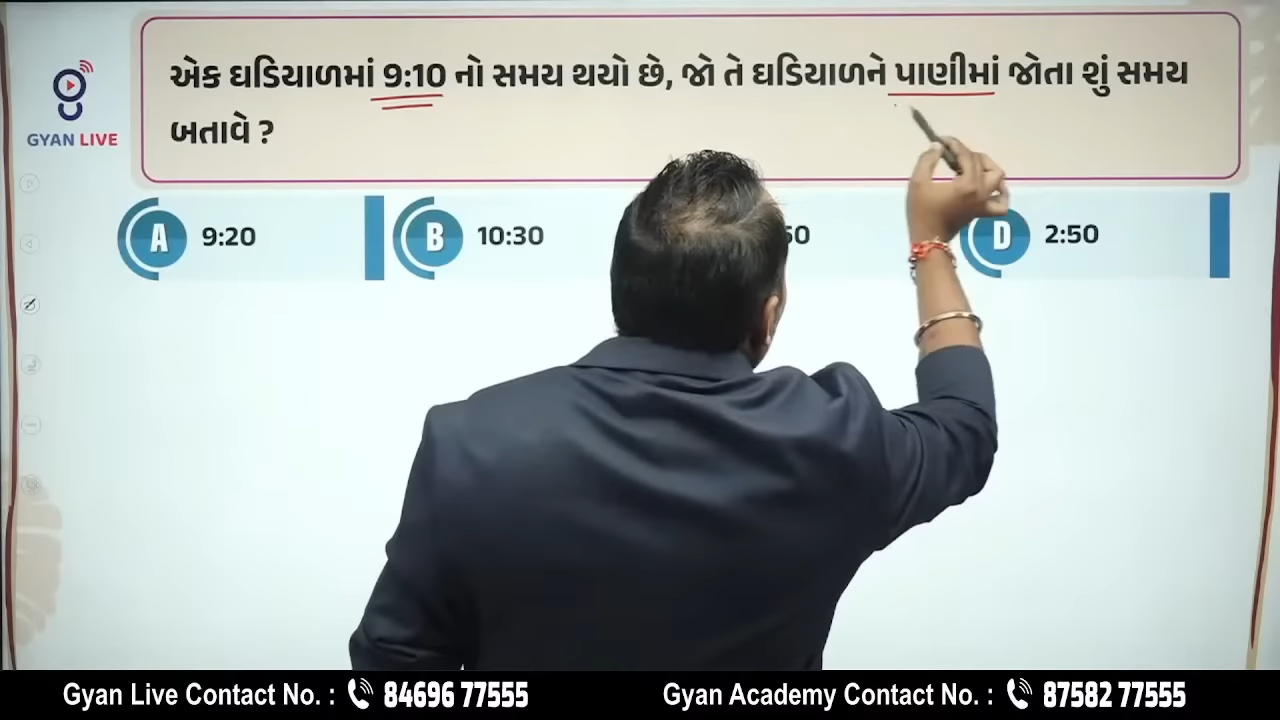 એક ઘડિયાળમાં 9:10 નો સમય થયો છે, જો તે ઘડિયાળને પાણીમાં જોતા શું સમય
બતાવે ?
GYAN LIVE
A 9:20
B 10:30
50
D 2:50
Gyan Live Contact No. : 84696 77555
Gyan Academy Contact No. : 87582 77555